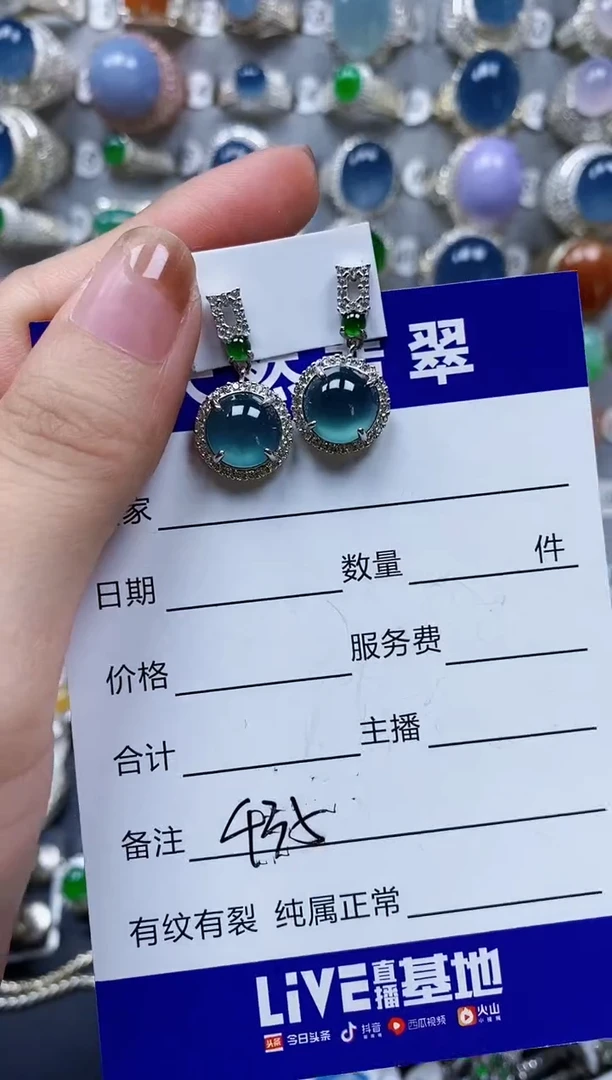 翠
家
日期 数量 件
价格 服务费
合计 主播
备注
有纹有裂 纯属正常
LiVE直播基地
头条 今日头条 抖音 西瓜视频 火山